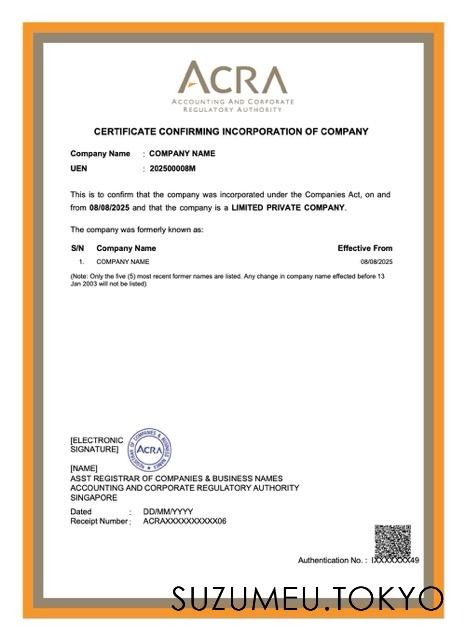 ACRA
ACCOUNTING AND CORPORATE
REGULATORY AUTHORITY
CERTIFICATE CONFIRMING INCORPORATION OF COMPANY
Company Name : COMPANY NAME
UEN : 202500008M
This is to confirm that the company was incorporated under the Companies Act, on and
from 08/08/2025 and that the company is a LIMITED PRIVATE COMPANY.
The company was formerly known as:
S/N Company Name Effective From
1. COMPANY NAME 08/08/2025
(Note: Only the five (5) most recent former names are listed. Any change in company name effected before 13
Jan 2003 will not be listed)
[ELECTRONIC
SIGNATURE]
ACRA
[NAME]
ASST REGISTRAR OF COMPANIES & BUSINESS NAMES
ACCOUNTING AND CORPORATE REGULATORY AUTHORITY
SINGAPORE
Dated : DD/MM/YYYY
Receipt Number : ACRAXXXXXXXXXX06
Authentication No. : IXXXXXXX49
SUZUMEU.TOKYO